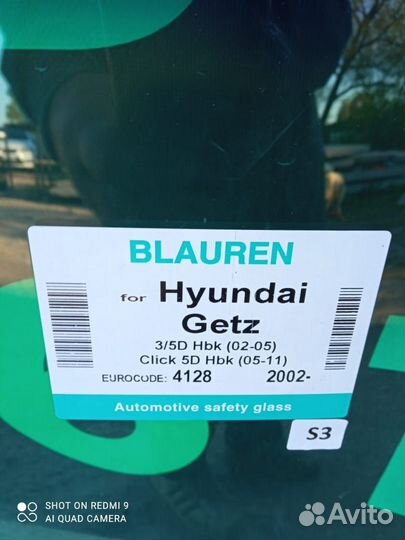 BLAUREN
for Hyundai
Getz
3/5D Hbk (02-05)
Click 5D Hbk (05-11)
EUROCODE: 4128 2002-
Automotive safety glass
S3
SHOT ON REDMI 9
AI QUAD CAMERA
Avito